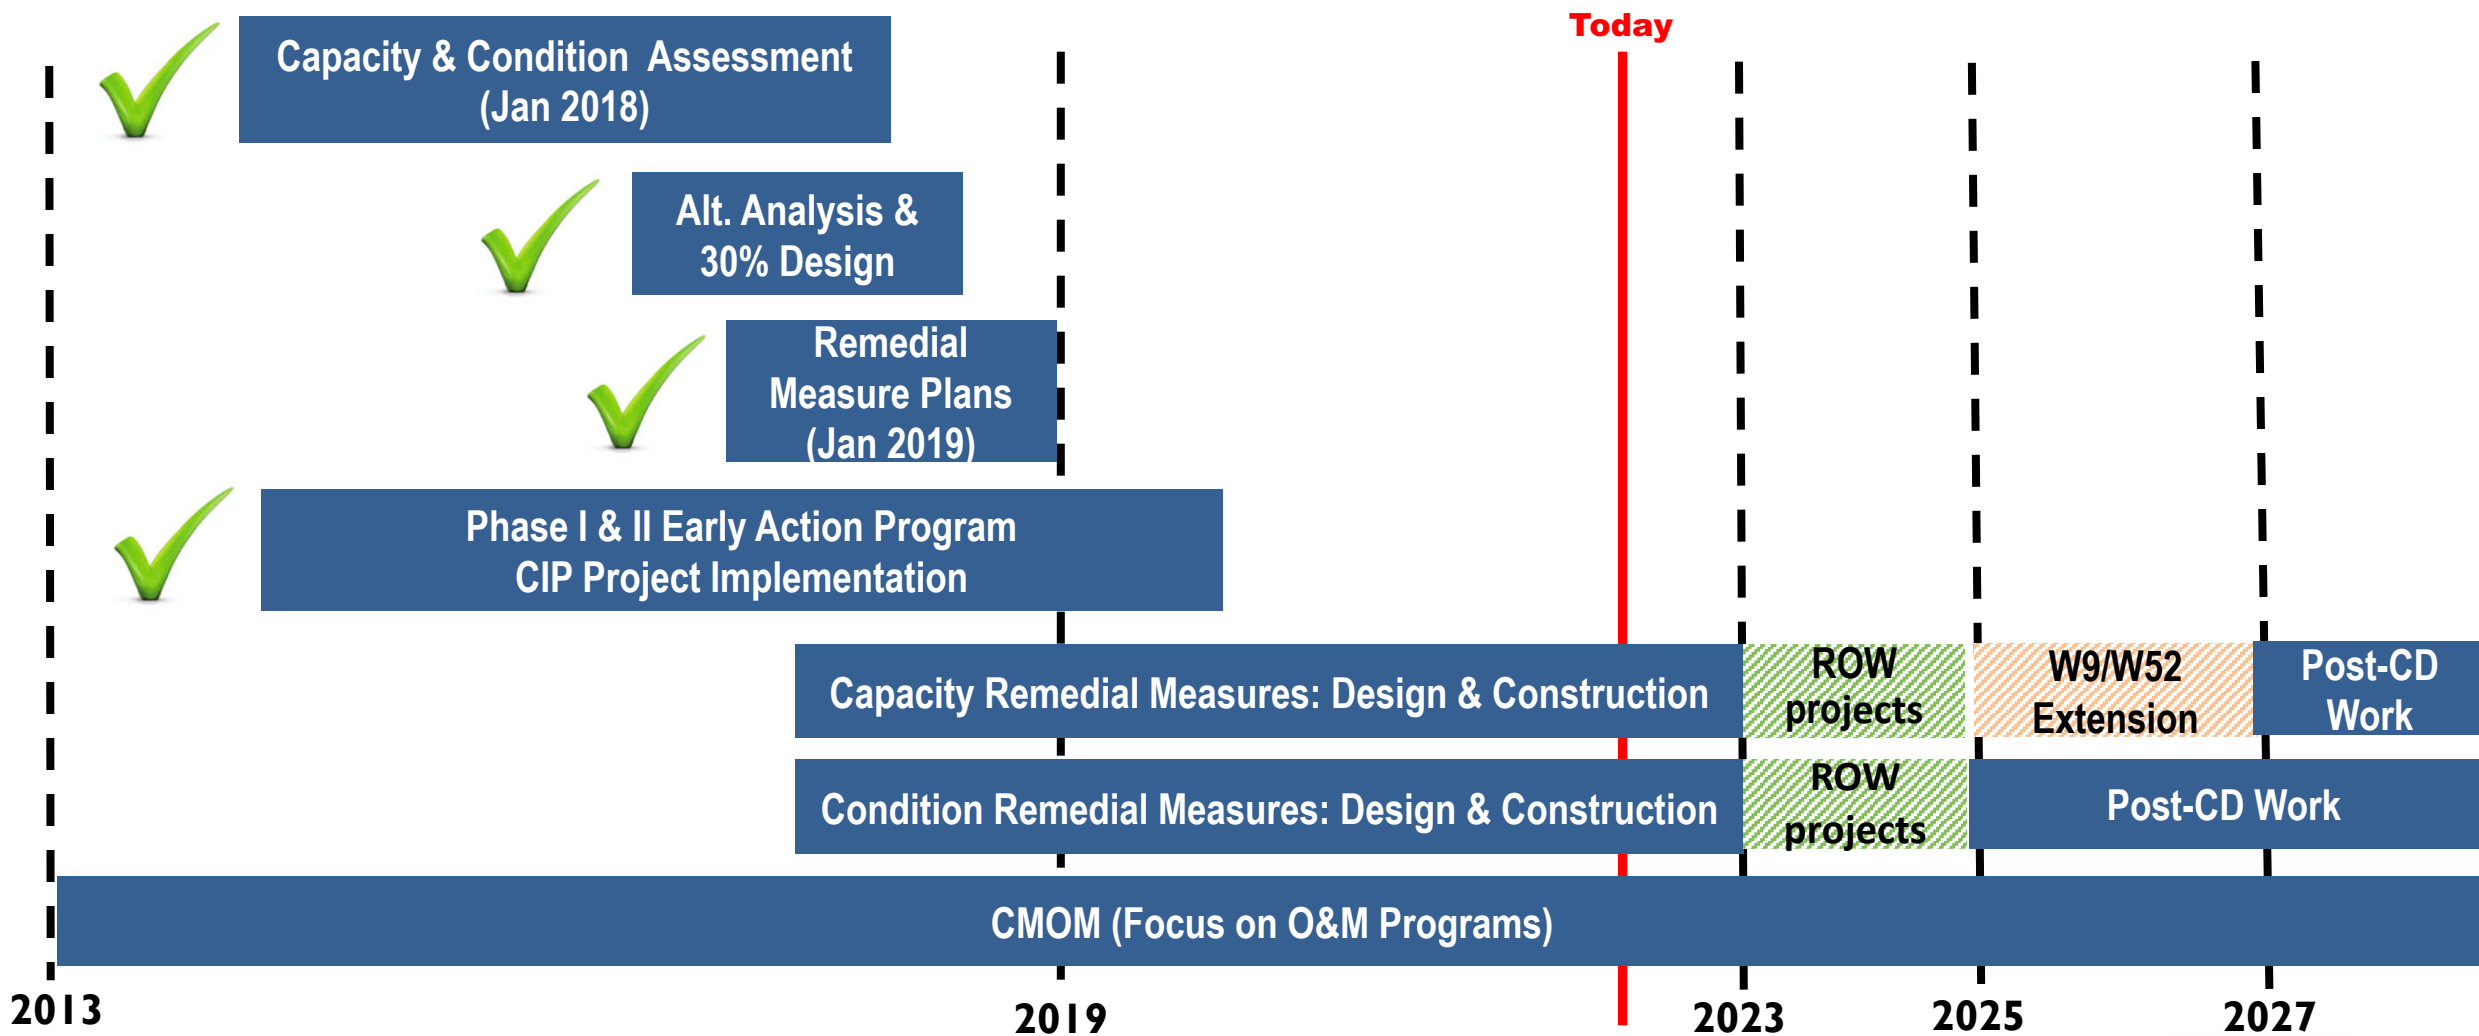 Today
Capacity & Condition Assessment
(Jan 2018)
Alt. Analysis &
30% Design
Remedial
Measure Plans
(Jan 2019)
Phase I & II Early Action Program
CIP Project Implementation
Capacity Remedial Measures: Design & Construction
ROW
projects
W9/W52
Extension
Post-CD
Work
Condition Remedial Measures: Design & Construction
ROW
projects
Post-CD Work
CMOM (Focus on O&M Programs)
2013
2019
2023
2025
2027